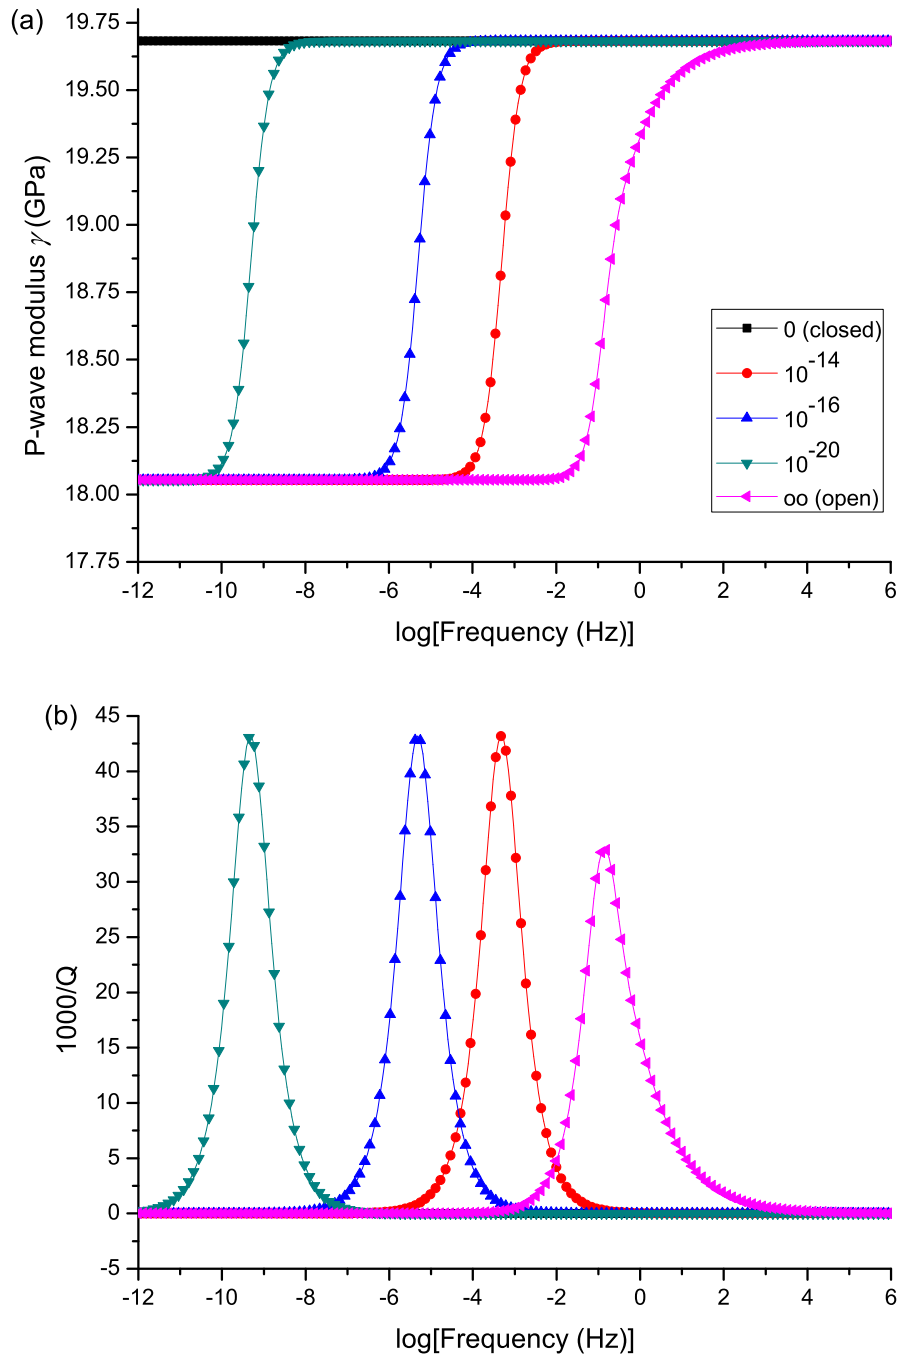 (a)
19.75
19.50
19.25
19.00
18.75
18.50
18.25
18.00
17.75
P-wave modulus γ (GPa)
0 (closed)
10^-14
10^-16
10^-20
oo (open)
-12 -10 -8 -6 -4 -2 0 2 4 6
log[Frequency (Hz)]
(b)
45
40
35
30
25
20
15
10
5
0
-5
1000/Q
-12 -10 -8 -6 -4 -2 0 2 4 6
log[Frequency (Hz)]